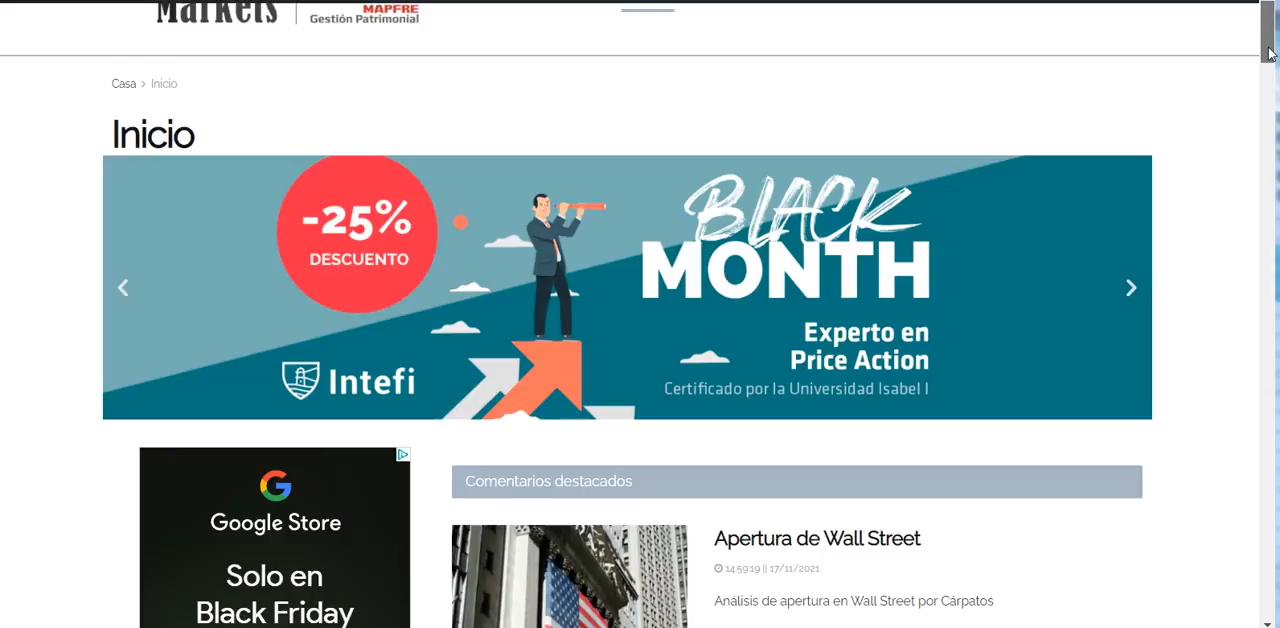 Markets
MAPFRE
Gestión Patrimonial
Casa > Inicio
Inicio
-25%
DESCUENTO
BLACK
MONTH
Experto en
Price Action
Certificado por la Universidad Isabel I
Intefi
Google Store
Solo en
Black Friday
Comentarios destacados
Apertura de Wall Street
14:59:19 || 17/11/2021
Análisis de apertura en Wall Street por Cárpatos